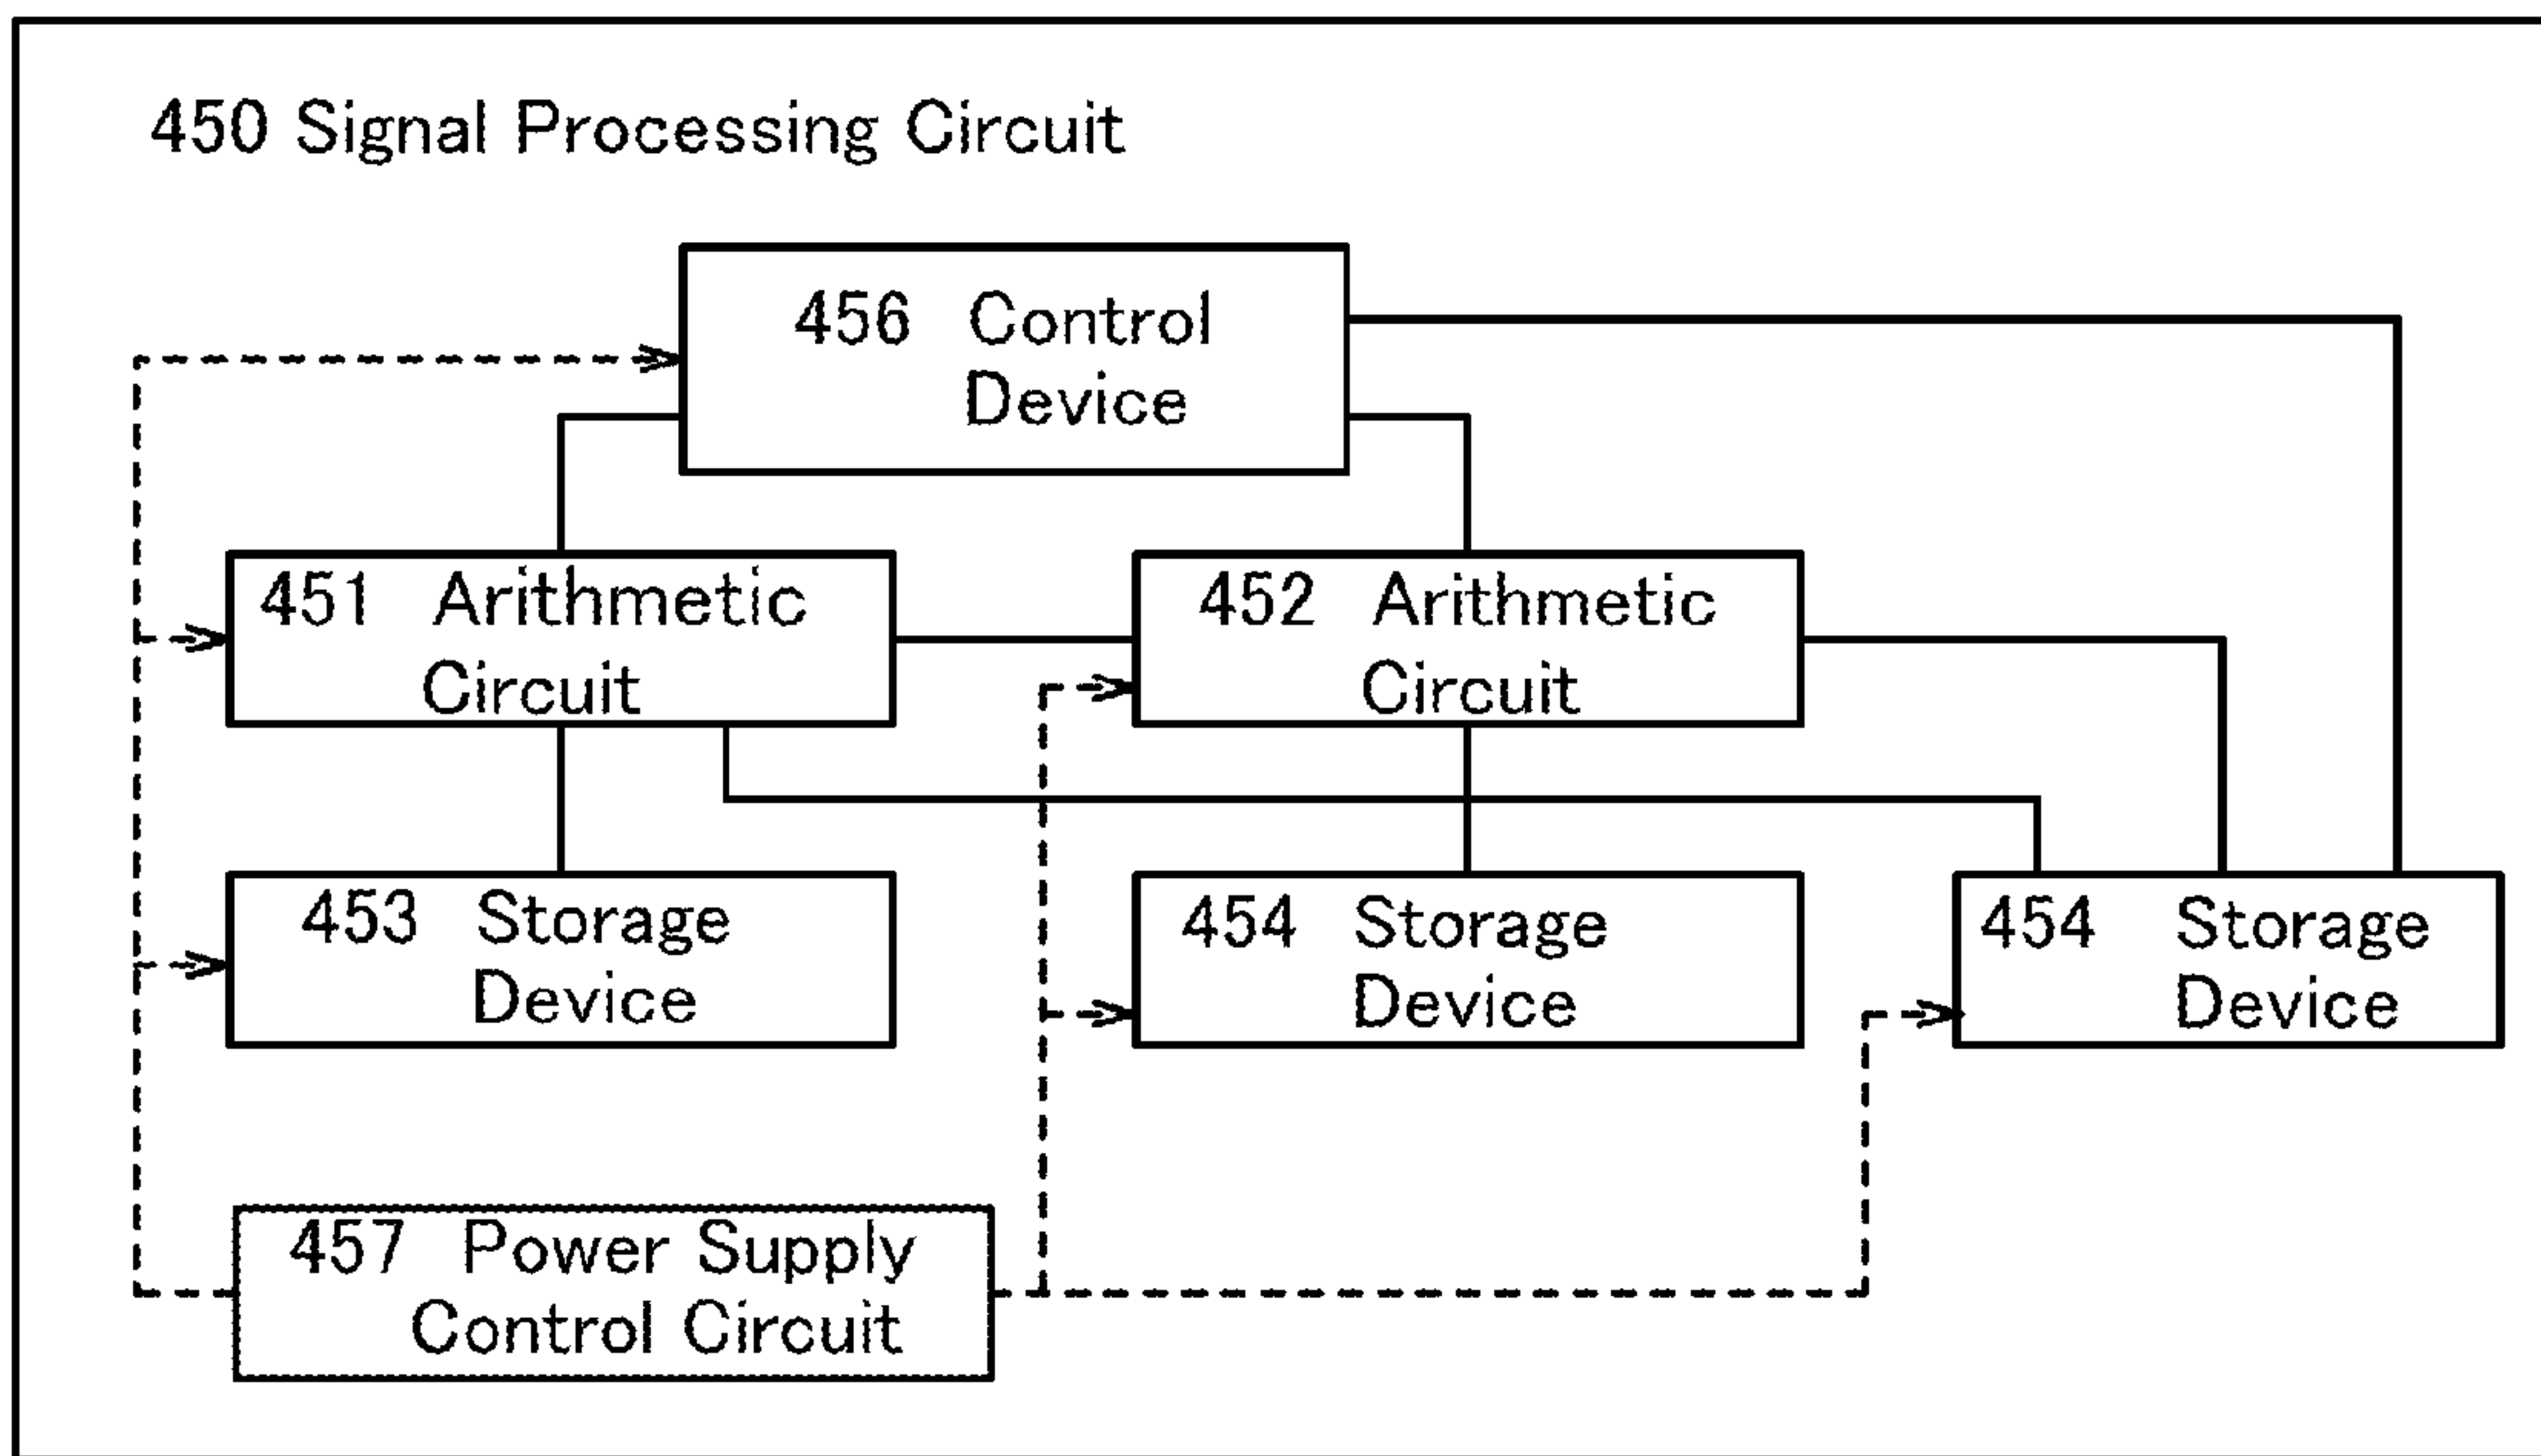 450 Signal Processing Circuit
456 Control
Device
451 Arithmetic
Circuit
452 Arithmetic
Circuit
453 Storage
Device
454 Storage
Device
454 Storage
Device
457 Power Supply
Control Circuit